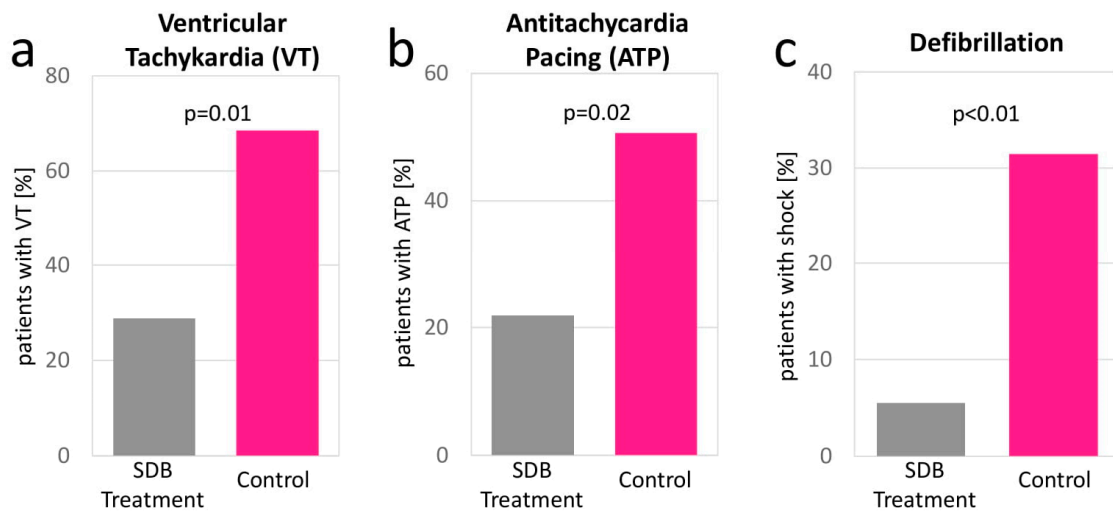 a
Ventricular
Tachykardia (VT)
p=0.01
patients with VT [%]
80
60
40
20
0
SDB
Treatment
Control
b
Antitachycardia
Pacing (ATP)
p=0.02
patients with ATP [%]
60
40
20
0
SDB
Treatment
Control
c
Defibrillation
p<0.01
patients with shock [%]
40
30
20
10
0
SDB
Treatment
Control